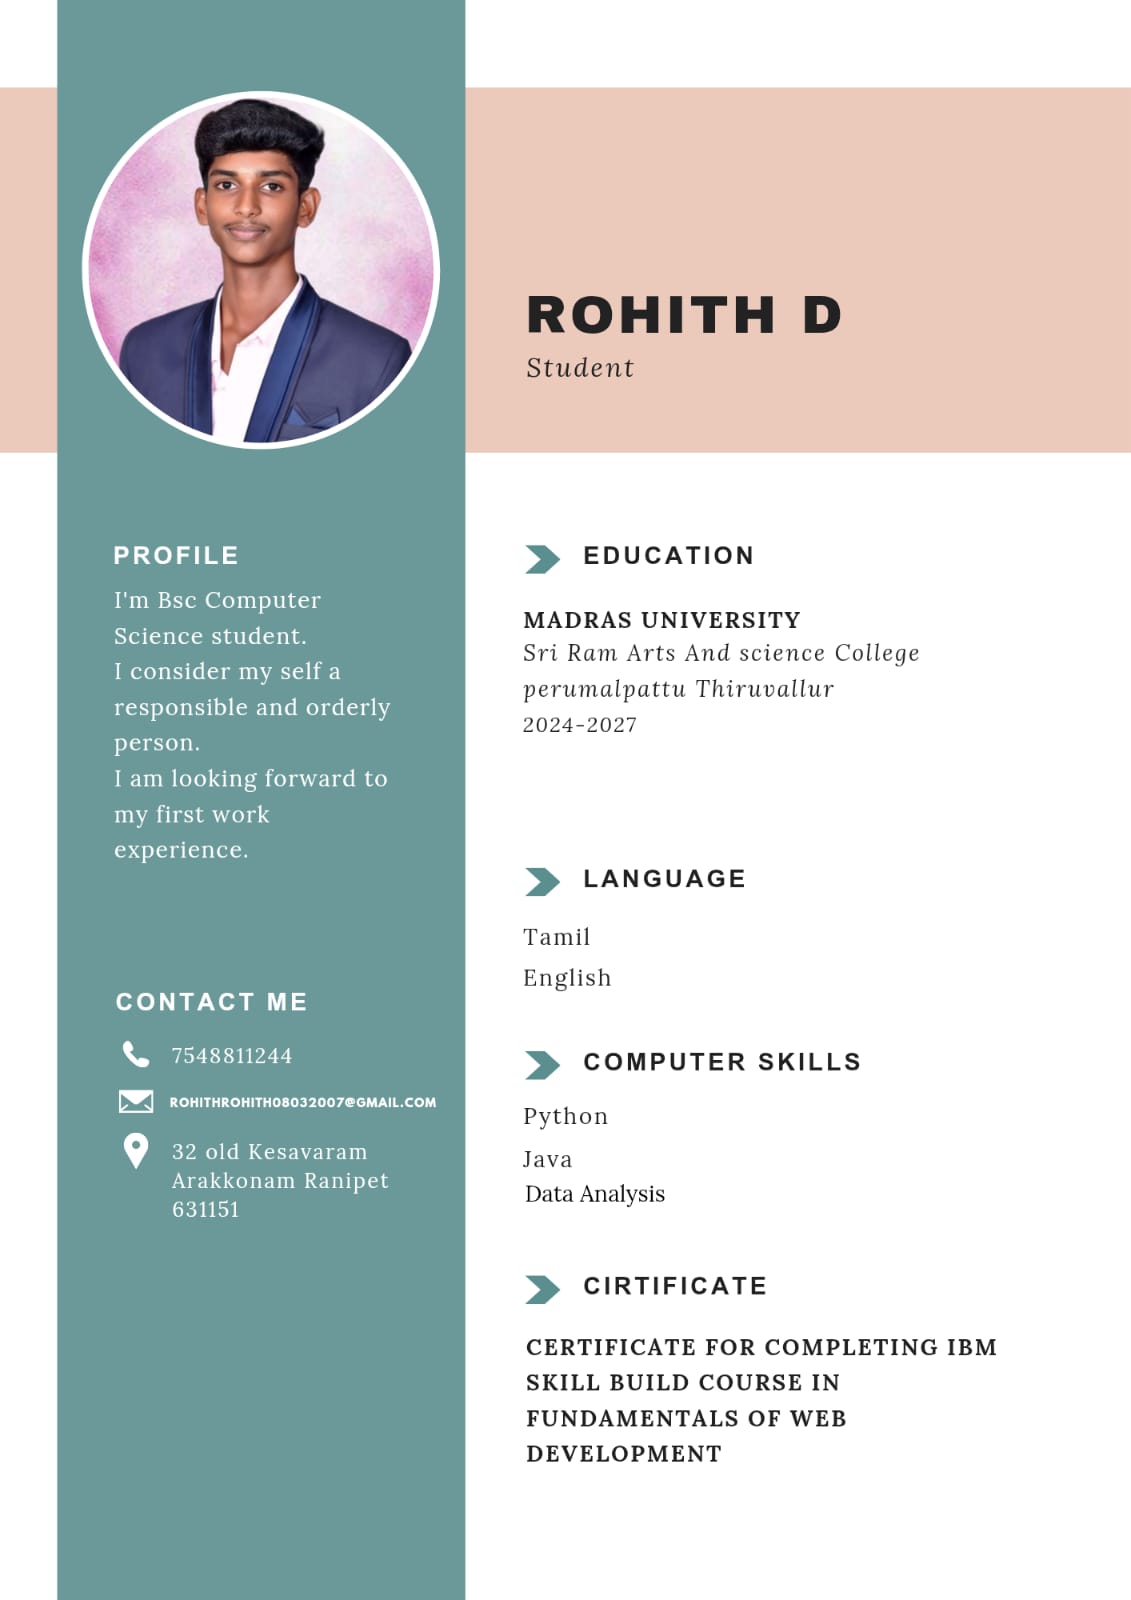 ROHITH D
Student
PROFILE
I'm Bsc Computer
Science student.
I consider my self a
responsible and orderly
person.
I am looking forward to
my first work
experience.
CONTACT ME
7548811244
ROHITHROHITH08032007@GMAIL.COM
32 old Kesavaram
Arakkonam Ranipet
631151
EDUCATION
MADRAS UNIVERSITY
Sri Ram Arts And science College
perumalpattu Thiruvallur
2024-2027
LANGUAGE
Tamil
English
COMPUTER SKILLS
Python
Java
Data Analysis
CIRTIFICATE
CERTIFICATE FOR COMPLETING IBM
SKILL BUILD COURSE IN
FUNDAMENTALS OF WEB
DEVELOPMENT